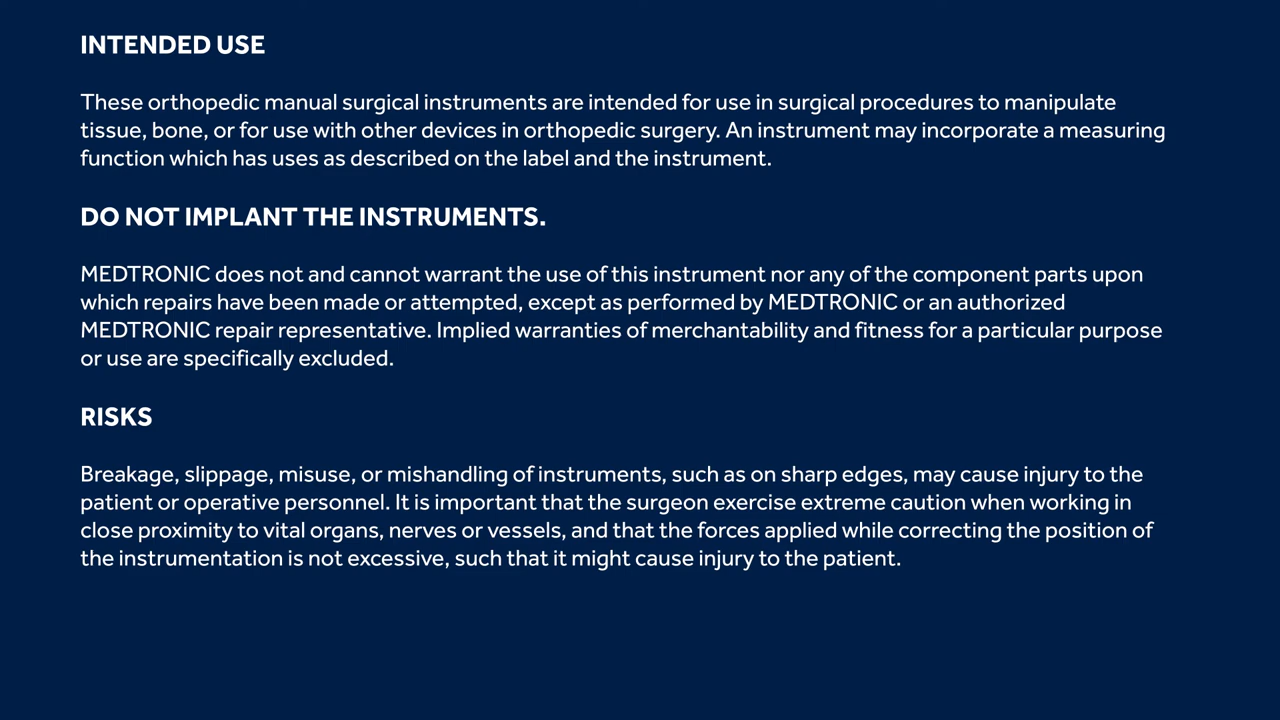 INTENDED USE
These orthopedic manual surgical instruments are intended for use in surgical procedures to manipulate
tissue, bone, or for use with other devices in orthopedic surgery. An instrument may incorporate a measuring
function which has uses as described on the label and the instrument.
DO NOT IMPLANT THE INSTRUMENTS.
MEDTRONIC does not and cannot warrant the use of this instrument nor any of the component parts upon
which repairs have been made or attempted, except as performed by MEDTRONIC or an authorized
MEDTRONIC repair representative. Implied warranties of merchantability and fitness for a particular purpose
or use are specifically excluded.
RISKS
Breakage, slippage, misuse, or mishandling of instruments, such as on sharp edges, may cause injury to the
patient or operative personnel. It is important that the surgeon exercise extreme caution when working in
close proximity to vital organs, nerves or vessels, and that the forces applied while correcting the position of
the instrumentation is not excessive, such that it might cause injury to the patient.